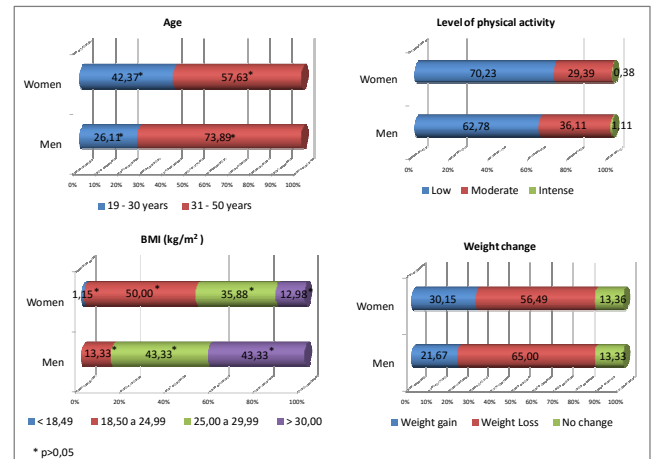 Age
Women 42,37* 57,63*
Men 26,11* 73,89*
0% 10% 20% 30% 40% 50% 60% 70% 80% 90% 100%
19 - 30 years 31 - 50 years
Level of physical activity
Women 70,23 29,39 0,38
Men 62,78 36,11 1,11
0% 20% 40% 60% 80% 100%
Low Moderate Intense
BMI (kg/m²)
Women 1,15* 50,00* 35,88* 12,98*
Men 13,33* 43,33* 43,33*
0% 20% 40% 60% 80% 100%
< 18,49 18,50 a 24,99 25,00 a 29,99 > 30,00
Weight change
Women 30,15 56,49 13,36
Men 21,67 65,00 13,33
0% 10% 20% 30% 40% 50% 60% 70% 80% 90% 100%
Weight gain Weight Loss No change
* p>0,05